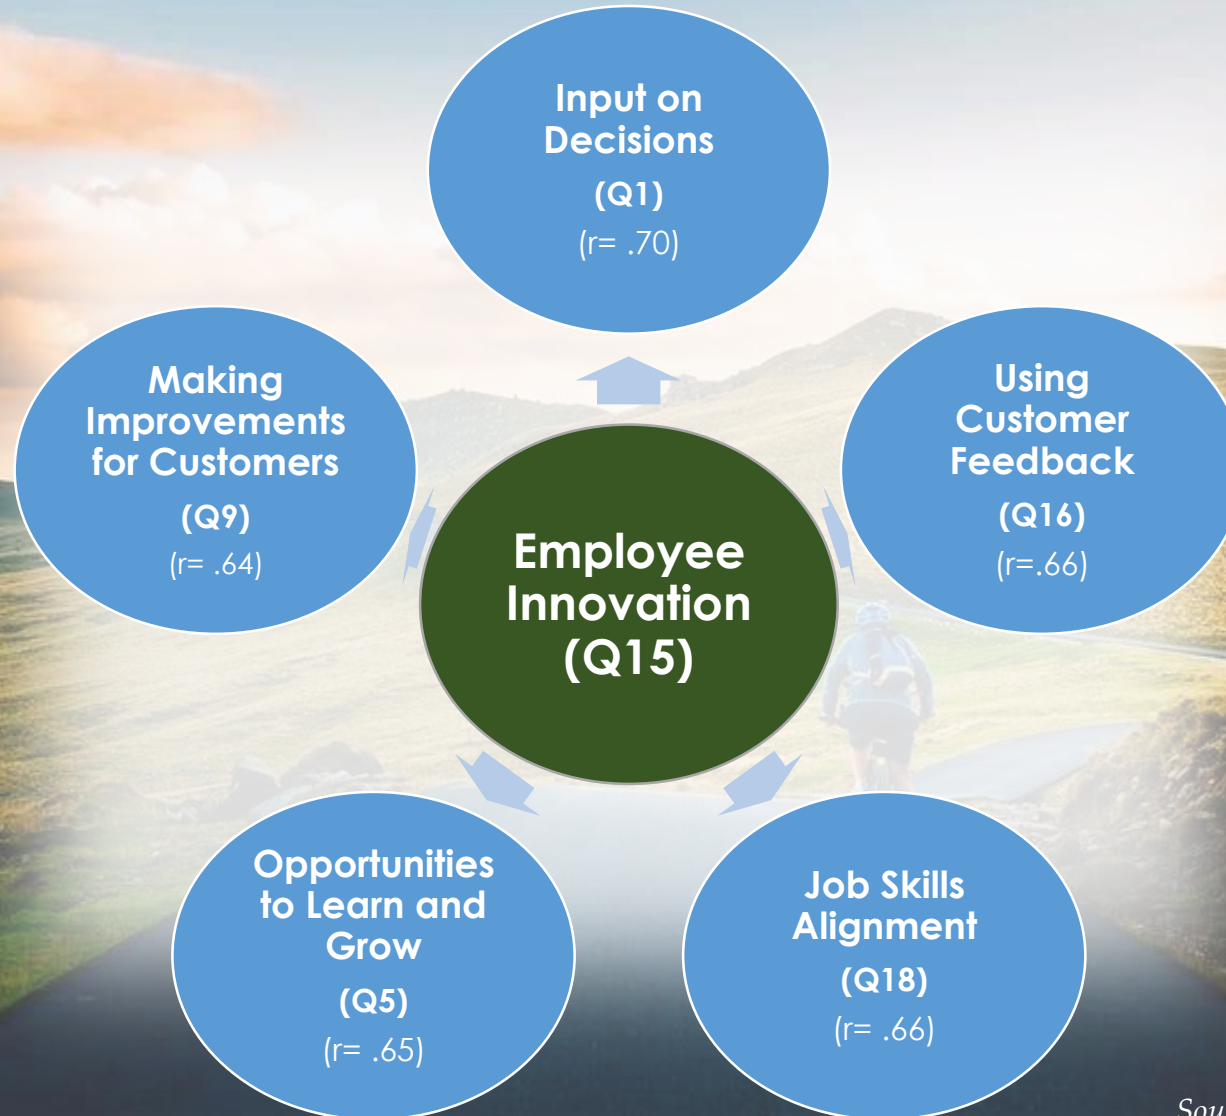 Input on
Decisions
(Q1)
(r= .70)
Making
Improvements
for Customers
(Q9)
(r= .64)
Using
Customer
Feedback
(Q16)
(r=.66)
Employee
Innovation
(Q15)
Opportunities
to Learn and
Grow
(Q5)
(r= .65)
Job Skills
Alignment
(Q18)
(r= .66)